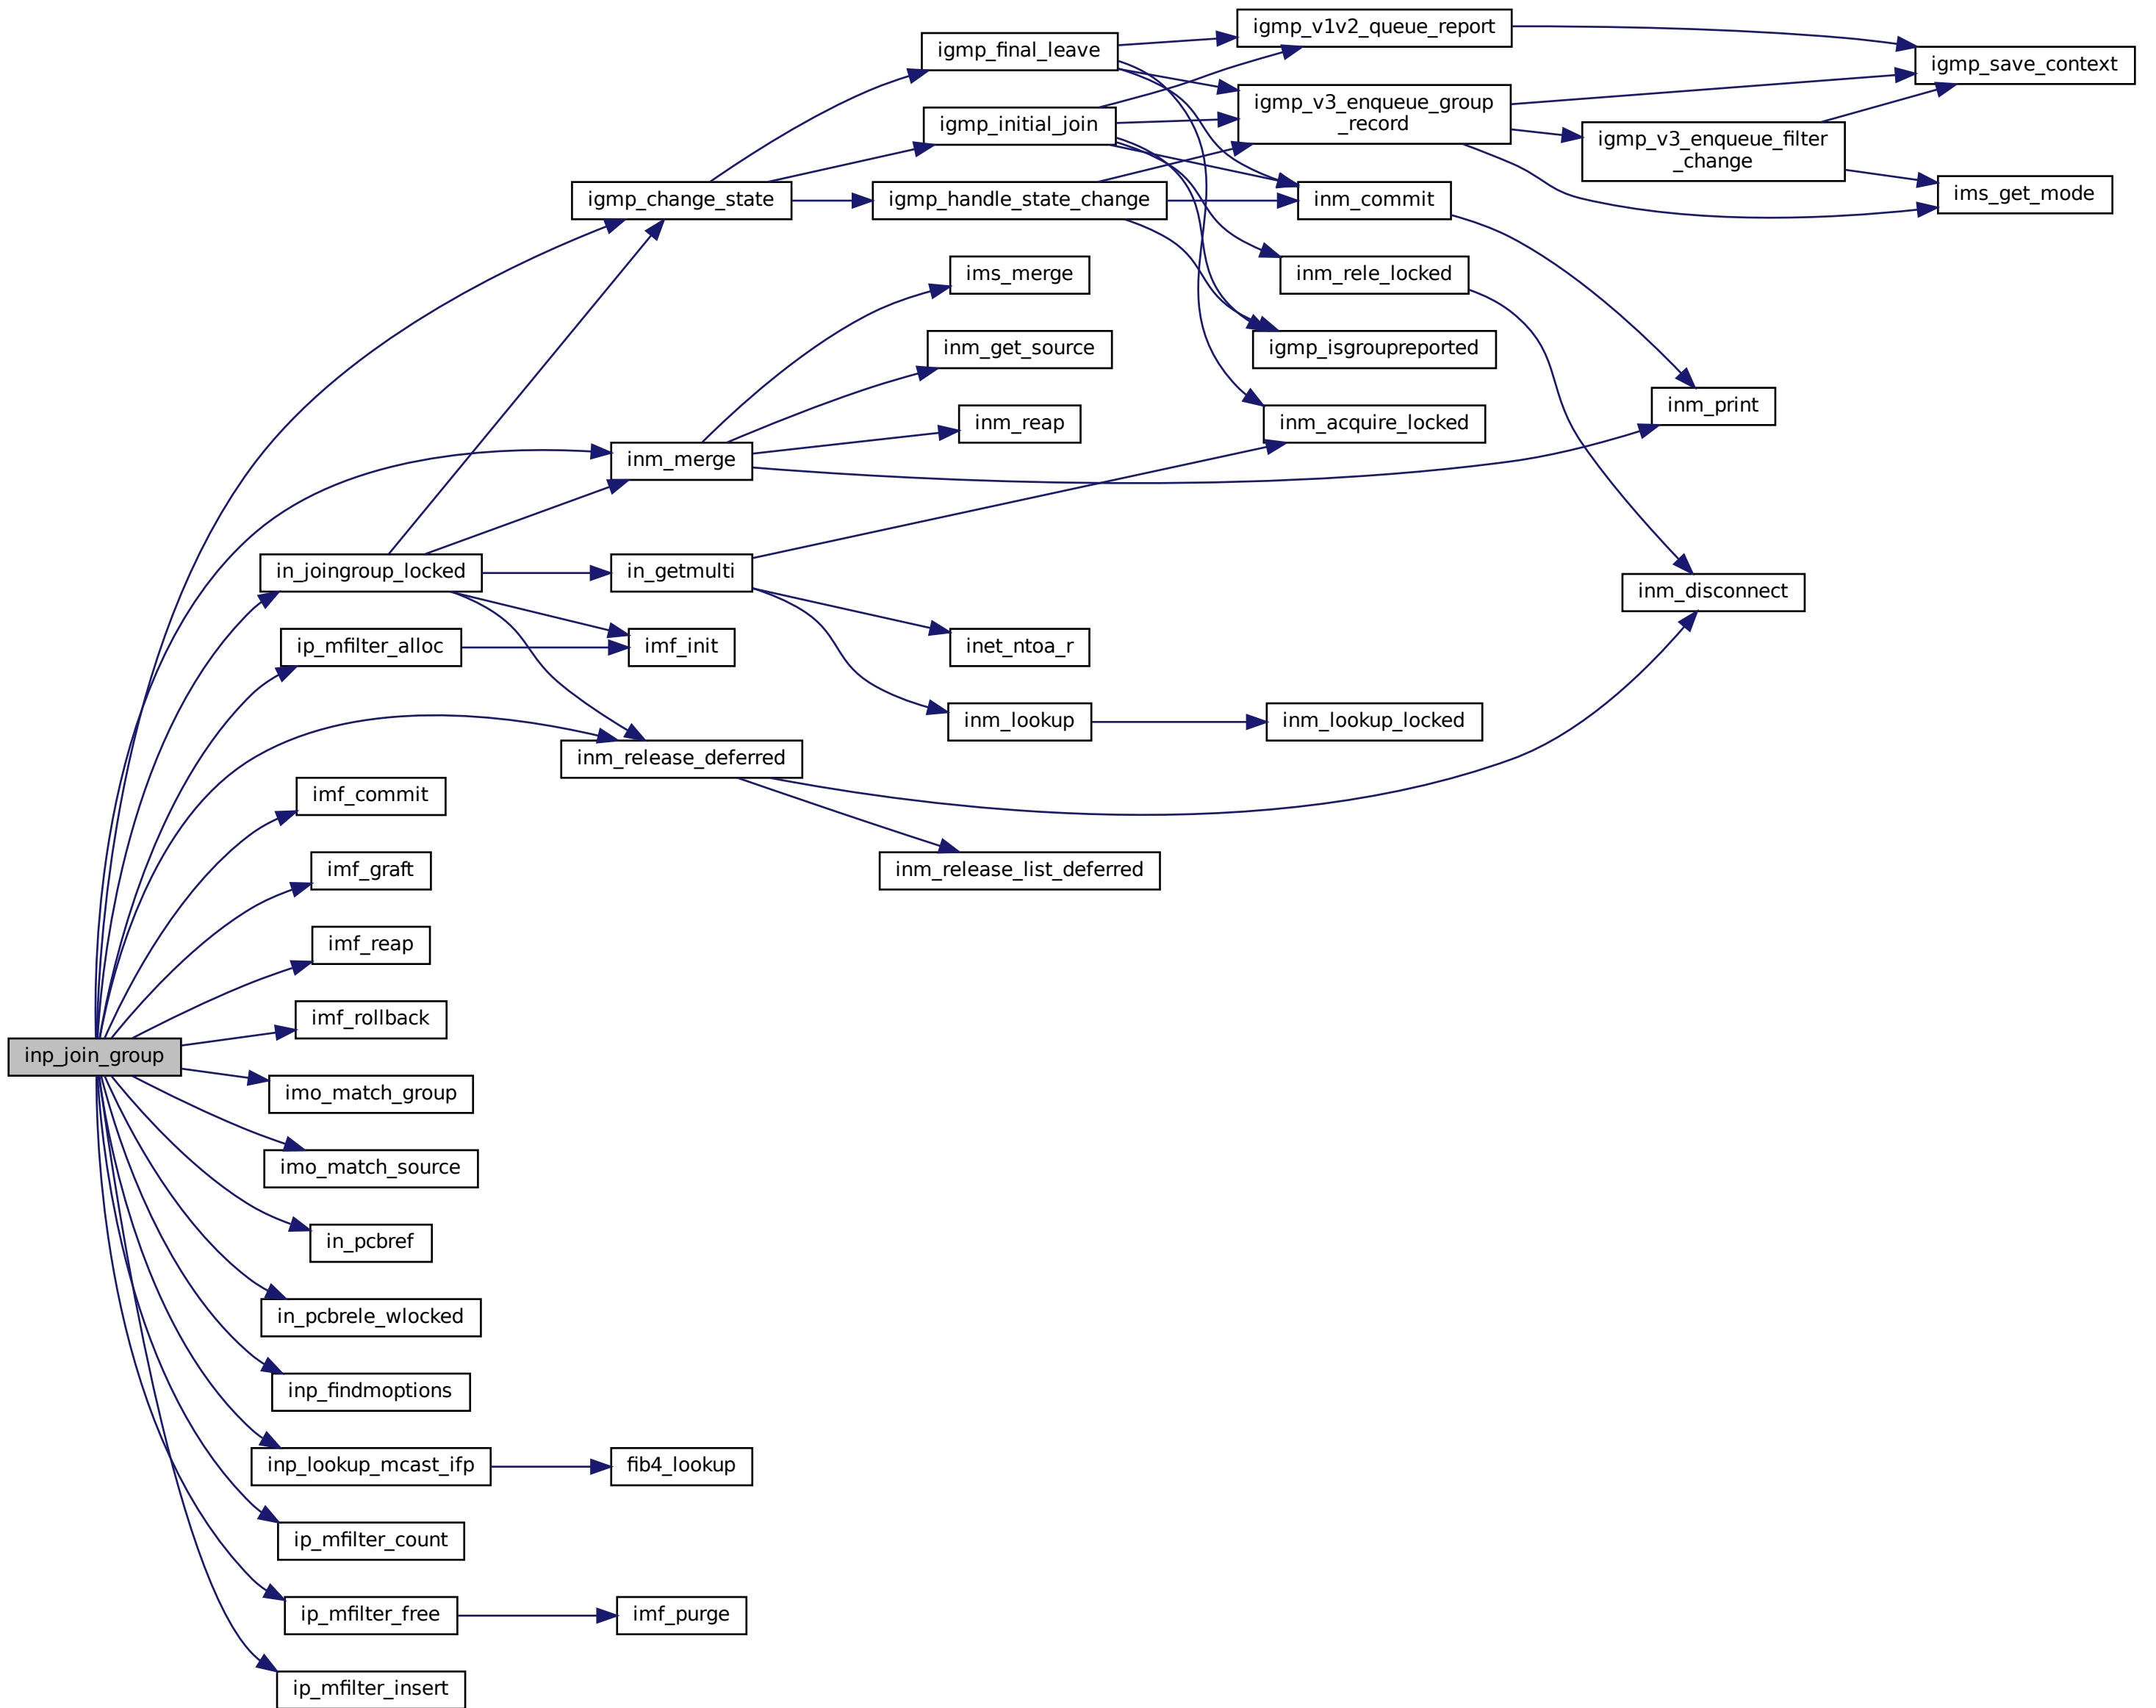 igmp_v1v2_queue_report
igmp_final_leave
igmp_save_context
igmp_v3_enqueue_group
_record
igmp_initial_join
igmp_v3_enqueue_filter
_change
igmp_change_state
igmp_handle_state_change
inm_commit
ims_get_mode
ims_merge
inm_rele_locked
inm_get_source
igmp_isgroupreported
inm_reap
inm_acquire_locked
inm_print
inm_merge
in_joingroup_locked
in_getmulti
inm_disconnect
ip_mfilter_alloc
imf_init
inet_ntoa_r
inm_lookup
inm_lookup_locked
inm_release_deferred
imf_commit
imf_graft
inm_release_list_deferred
imf_reap
imf_rollback
inp_join_group
imo_match_group
imo_match_source
in_pcbref
in_pcbrele_wlocked
inp_findmoptions
inp_lookup_mcast_ifp
fib4_lookup
ip_mfilter_count
ip_mfilter_free
imf_purge
ip_mfilter_insert